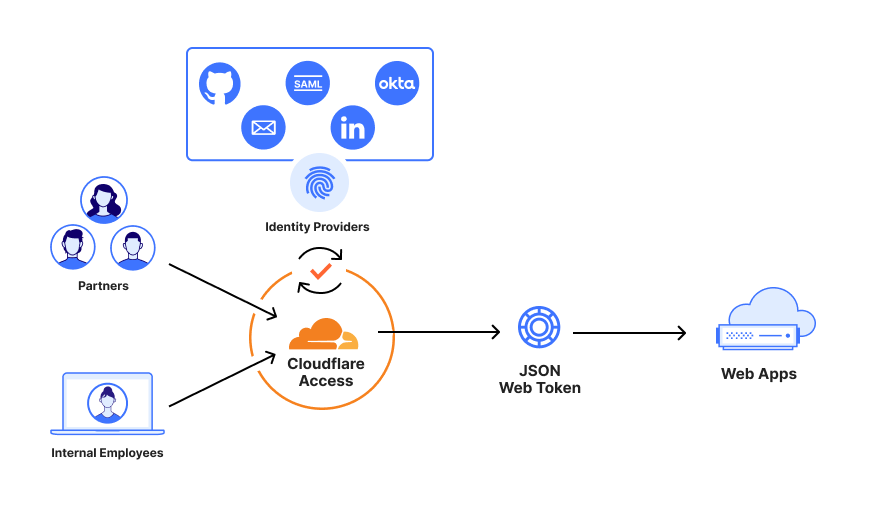 SAML
okta
in
Identity Providers
Partners
Cloudflare
Access
JSON
Web Token
Web Apps
Internal Employees